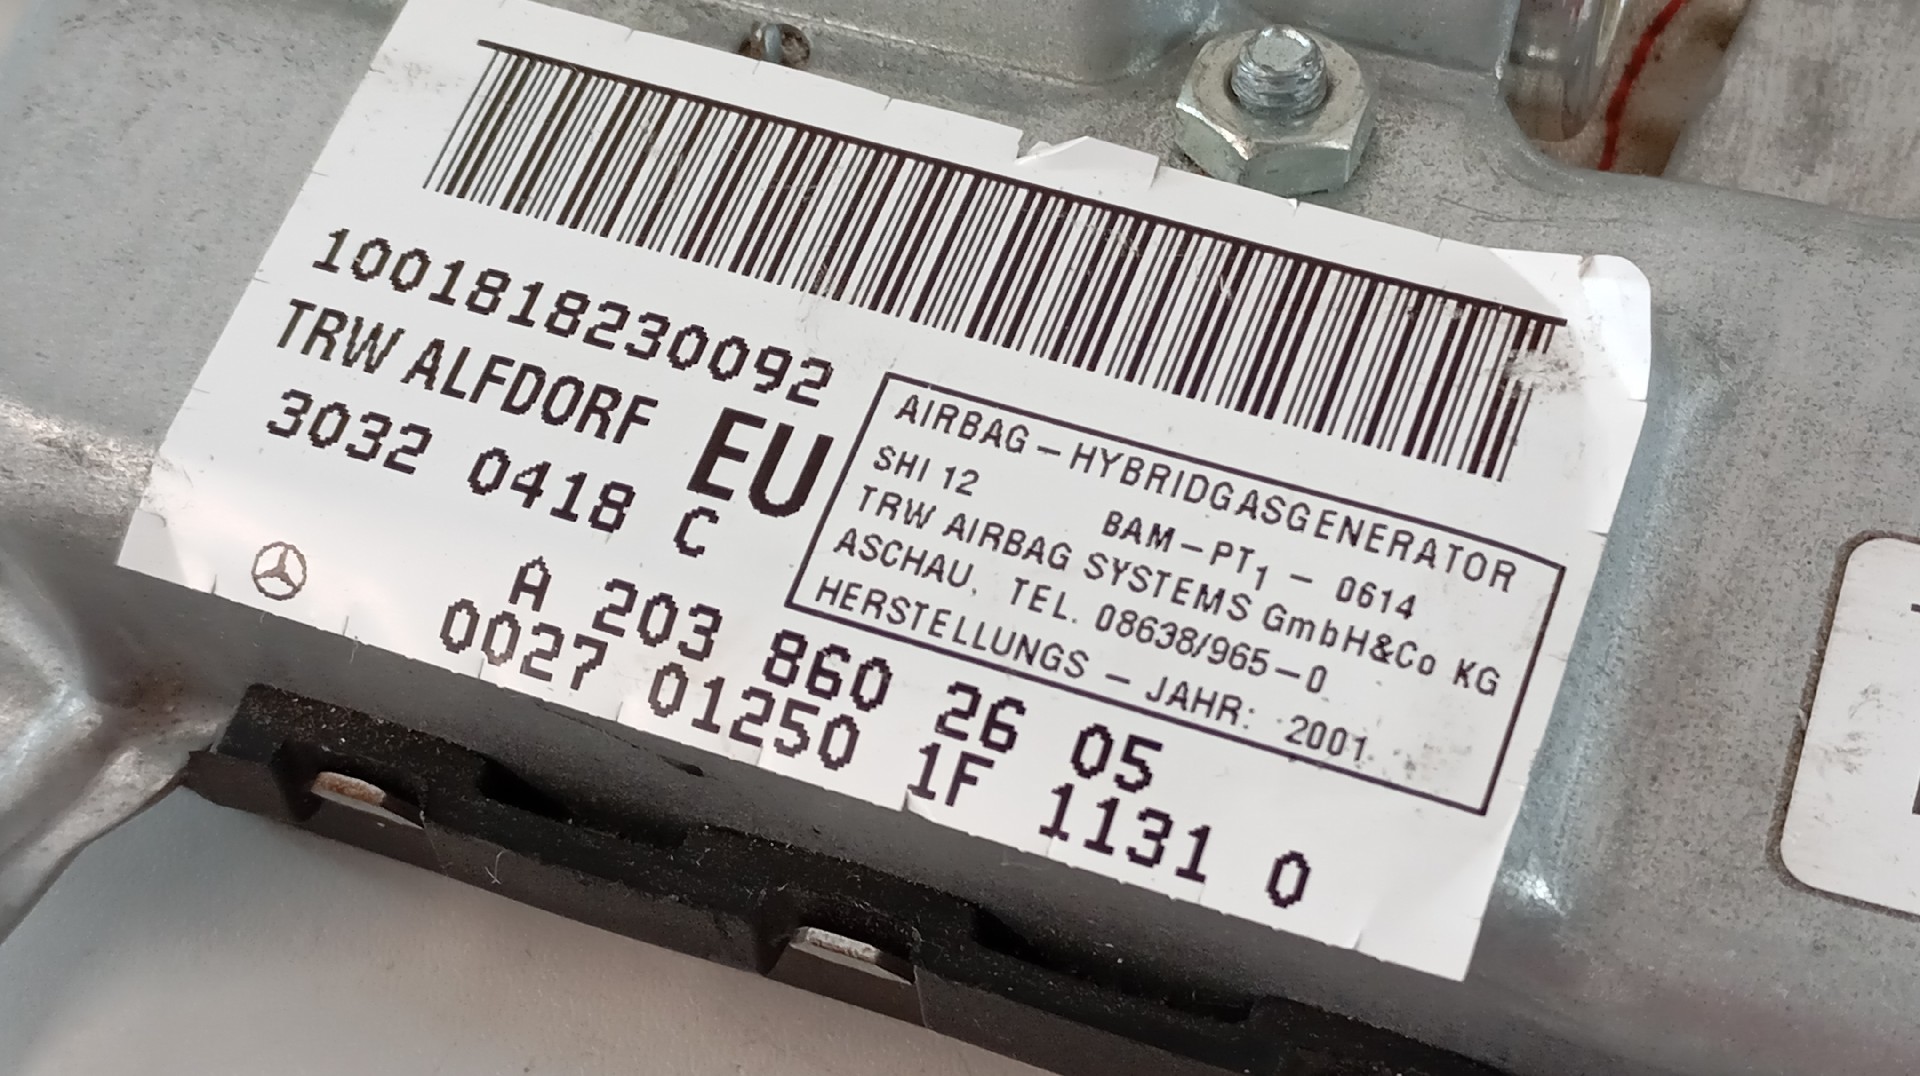 1001818230092
TRW ALFDORF
3032 0418 C
EU
AIRBAG - HYBRIDGASGENERATOR
SHI 12 BAM - PT1 - 0614
TRW AIRBAG SYSTEMS GmbH&Co KG
ASCHAU, TEL. 08638/965-0
HERSTELLUNGS - JAHR: 2001
A 203 860 26 05
0027 01250 1F 1131 0